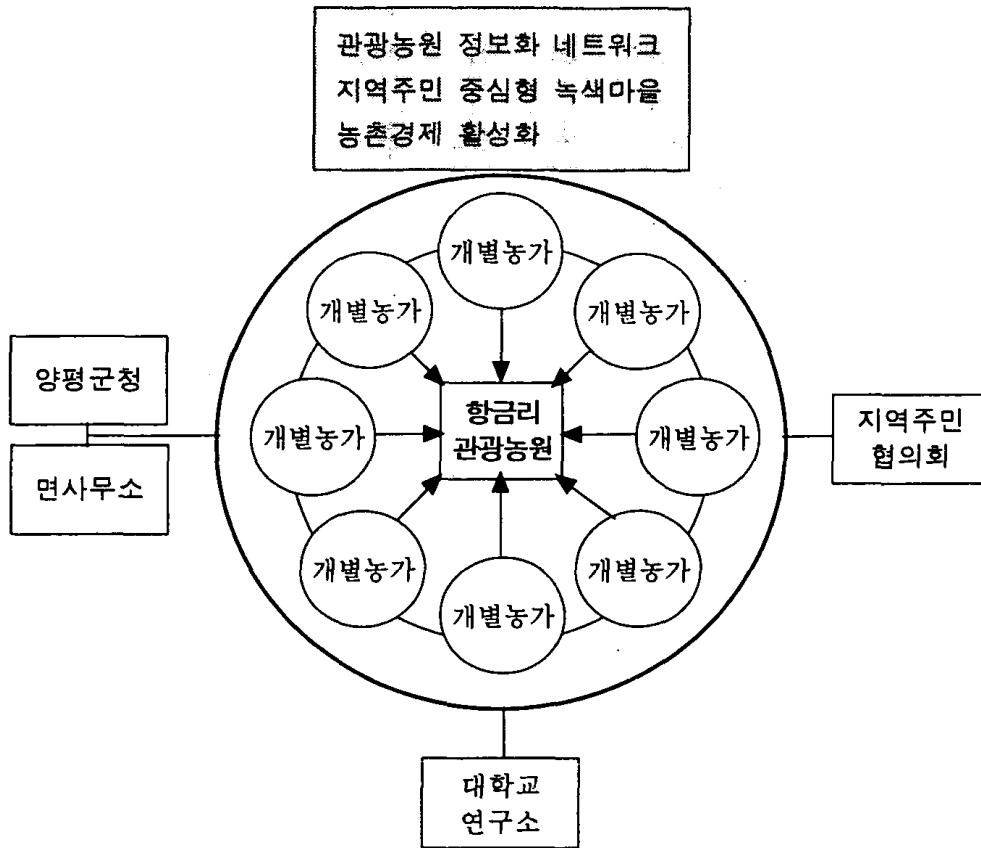 관광농원 정보화 네트워크
지역주민 중심형 녹색마을
농촌경제 활성화
개별농가
개별농가
개별농가
양평군청
면사무소
개별농가
항금리
관광농원
개별농가
지역주민
협의회
개별농가
개별농가
개별농가
대학교
연구소